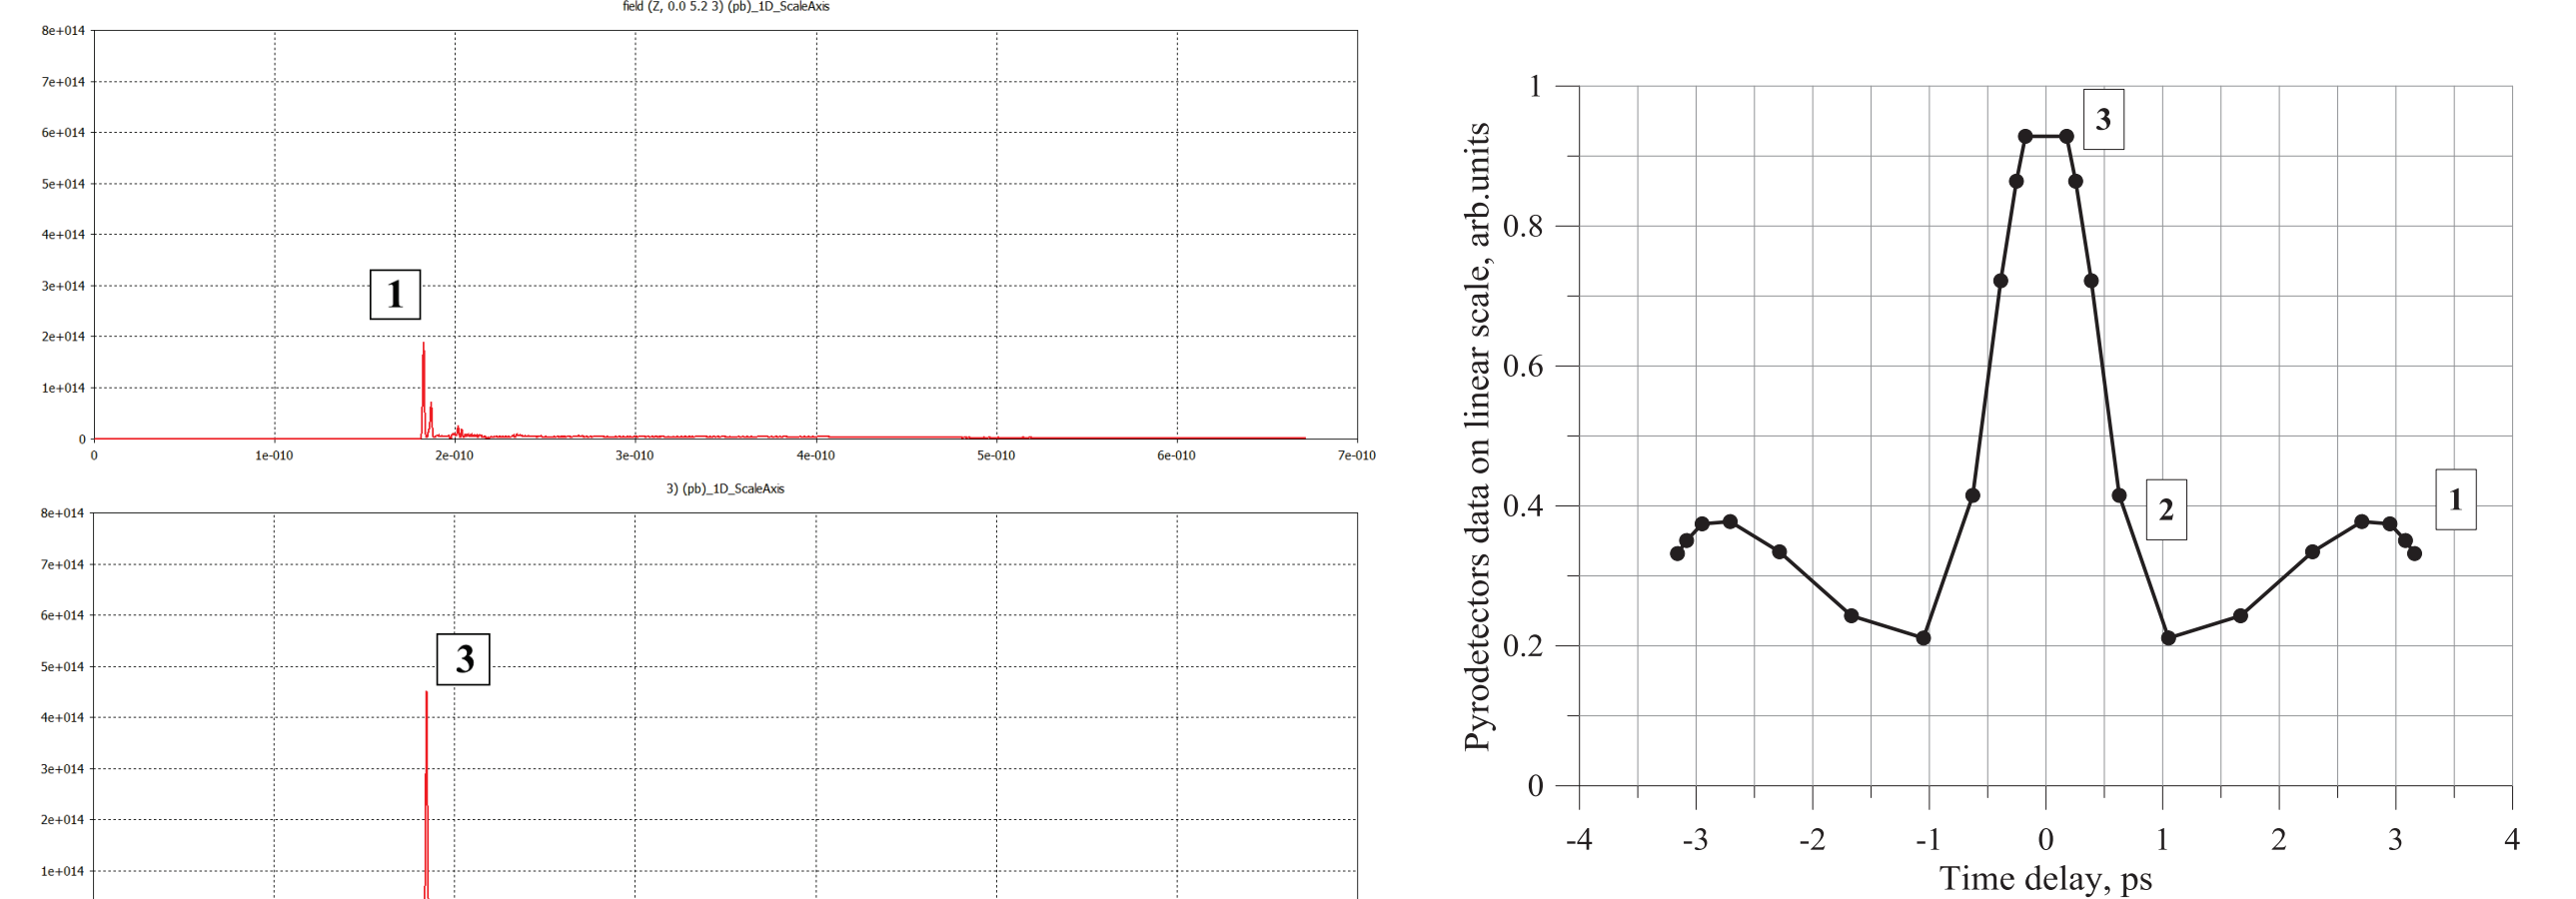 field (Z, 0.0 5.2 3) (pb)_1D_ScaleAxis
8e+014
7e+014
6e+014
5e+014
4e+014
3e+014
2e+014
1e+014
0
1
0 1e-010 2e-010 3e-010 4e-010 5e-010 6e-010 7e-010
3) (pb)_1D_ScaleAxis
8e+014
7e+014
6e+014
5e+014
4e+014
3e+014
2e+014
1e+014
3
Pyrodetectors data on linear scale, arb.units
1
0.8
0.6
0.4
0.2
0
3
2
1
-4 -3 -2 -1 0 1 2 3 4
Time delay, ps